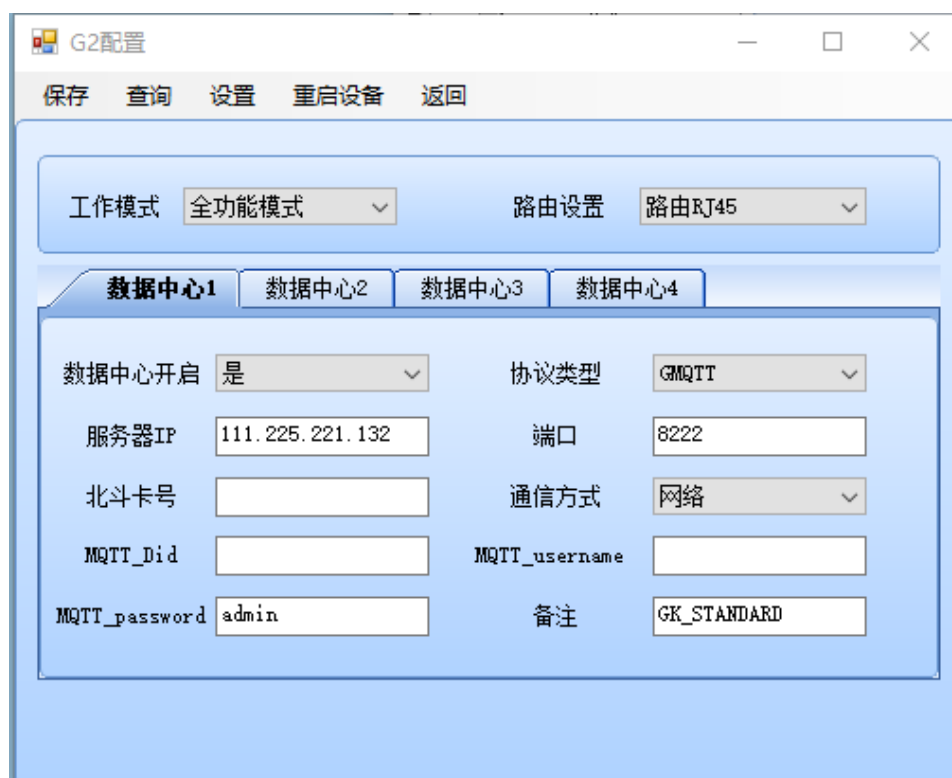 G2配置
保存 查询 设置 重启设备 返回
工作模式 全功能模式 路由设置 路由RJ45
数据中心1 数据中心2 数据中心3 数据中心4
数据中心开启 是 协议类型 GMQTT
服务器IP 111.225.221.132 端口 8222
北斗卡号 通信方式 网络
MQTT_Did MQTT_username
MQTT_password admin 备注 GK_STANDARD